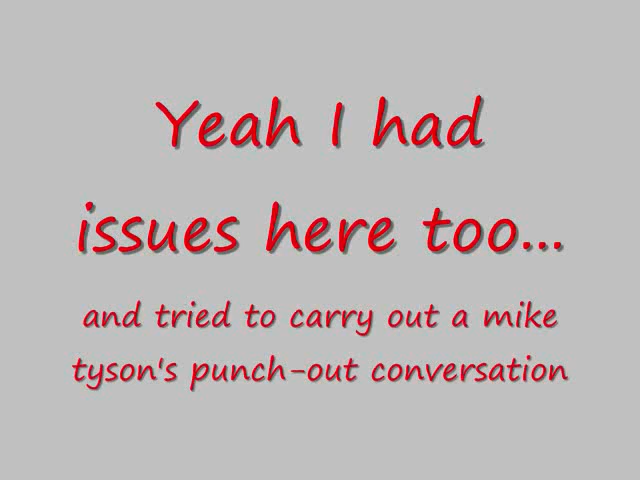 Yeah I had
issues here too...
and tried to carry out a mike
tyson's punch-out conversation